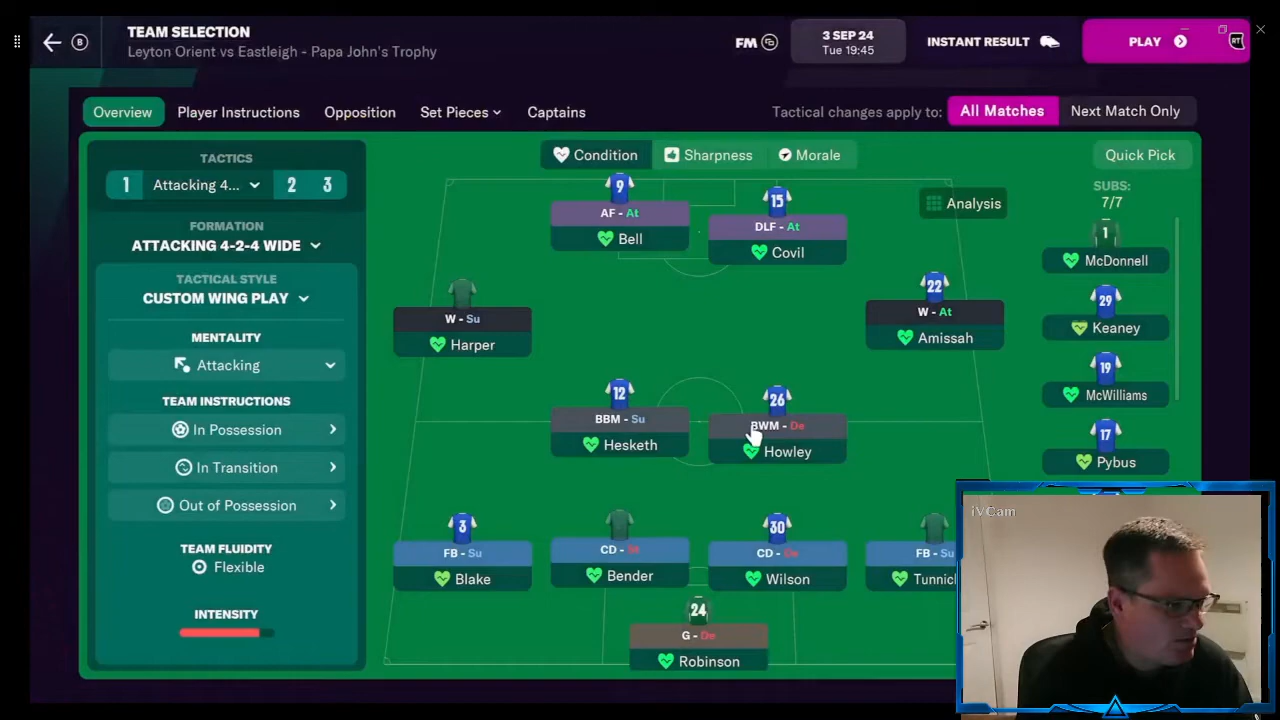 TEAM SELECTION
Leyton Orient vs Eastleigh - Papa John's Trophy
B
FM
3 SEP 24
Tue 19:45
INSTANT RESULT
PLAY
RT
Overview
Player Instructions
Opposition
Set Pieces
Captains
Tactical changes apply to:
All Matches
Next Match Only
TACTICS
1
Attacking 4...
2
3
FORMATION
ATTACKING 4-2-4 WIDE
TACTICAL STYLE
CUSTOM WING PLAY
MENTALITY
Attacking
TEAM INSTRUCTIONS
In Possession
In Transition
Out of Possession
TEAM FLUIDITY
Flexible
INTENSITY
Condition
Sharpness
Morale
Quick Pick
Analysis
9
AF - At
Bell
15
DLF - At
Covil
W - Su
Harper
22
W - At
Amissah
12
BBM - Su
Hesketh
26
BWM - De
Howley
3
FB - Su
Blake
CD -
Bender
30
CD - De
Wilson
FB - Su
Tunnic
24
G - De
Robinson
SUBS:
7/7
1
McDonnell
29
Keaney
19
McWilliams
17
Pybus
iVCam